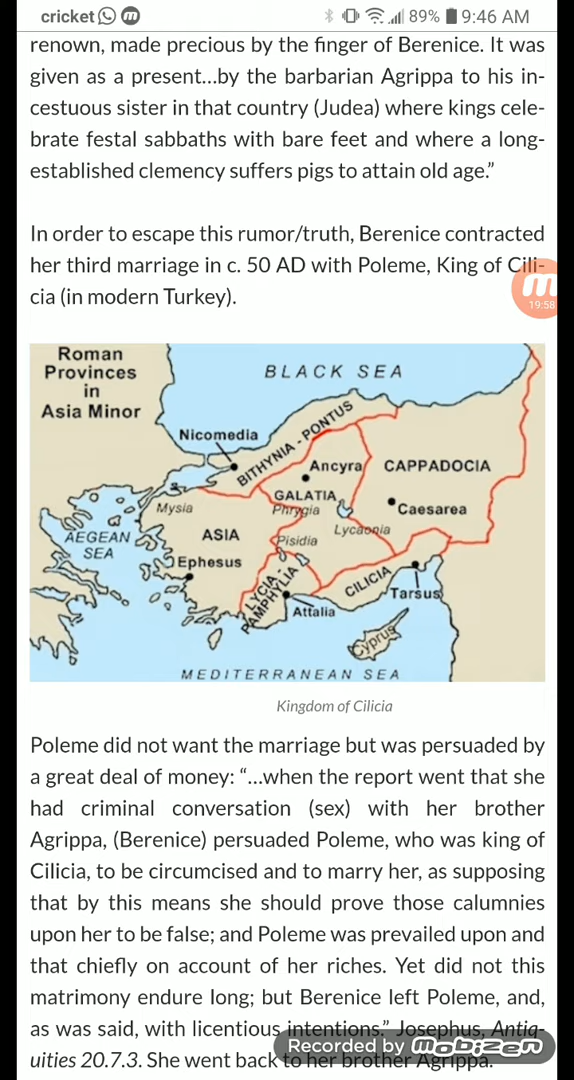 cricket 89% 9:46 AM
renown, made precious by the finger of Berenice. It was
given as a present...by the barbarian Agrippa to his in-
cestuous sister in that country (Judea) where kings cele-
brate festal sabbaths with bare feet and where a long-
established clemency suffers pigs to attain old age.”
In order to escape this rumor/truth, Berenice contracted
her third marriage in c. 50 AD with Poleme, King of Cili-
cia (in modern Turkey).
19:58
Roman
Provinces
in
Asia Minor
BLACK SEA
Nicomedia
BITHYNIA - PONTUS
Ancyra
CAPPADOCIA
GALATIA
Mysia
Phrygia
Caesarea
AEGEAN
SEA
ASIA
Pisidia
Lycaonia
Ephesus
LYCIA -
PAMPHYLIA
CILICIA
Tarsus
Attalia
Cyprus
MEDITERRANEAN SEA
Kingdom of Cilicia
Poleme did not want the marriage but was persuaded by
a great deal of money: “...when the report went that she
had criminal conversation (sex) with her brother
Agrippa, (Berenice) persuaded Poleme, who was king of
Cilicia, to be circumcised and to marry her, as supposing
that by this means she should prove those calumnies
upon her to be false; and Poleme was prevailed upon and
that chiefly on account of her riches. Yet did not this
matrimony endure long; but Berenice left Poleme, and,
as was said, with licentious intentions.” Josephus, Antiq-
uities 20.7.3. She went back to her brother Agrippa.
Recorded by mobizen